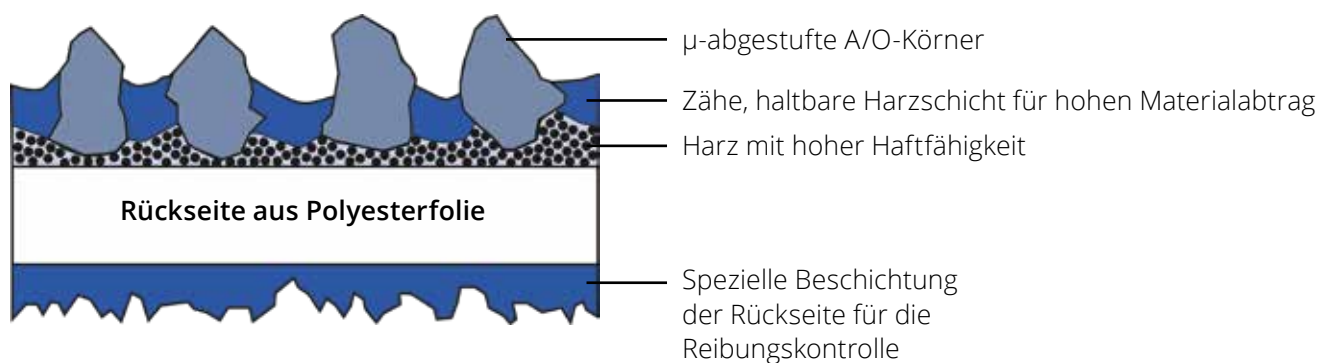 µ-abgestufte A/O-Körner
Zähe, haltbare Harzschicht für hohen Materialabtrag
Harz mit hoher Haftfähigkeit
Rückseite aus Polyesterfolie
Spezielle Beschichtung
der Rückseite für die
Reibungskontrolle